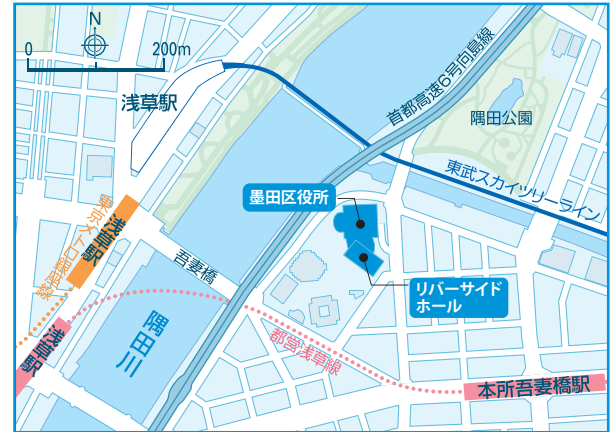 N
0 200m
浅草駅
首都高速6号向島線
隅田公園
東武スカイツリーライン
墨田区役所
東京メトロ銀座線
浅草駅
吾妻橋
リバーサイド
ホール
隅田川
浅草駅
都営浅草線
本所吾妻橋駅